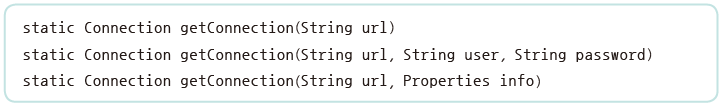 static Connection getConnection(String url)
static Connection getConnection(String url, String user, String password)
static Connection getConnection(String url, Properties info)